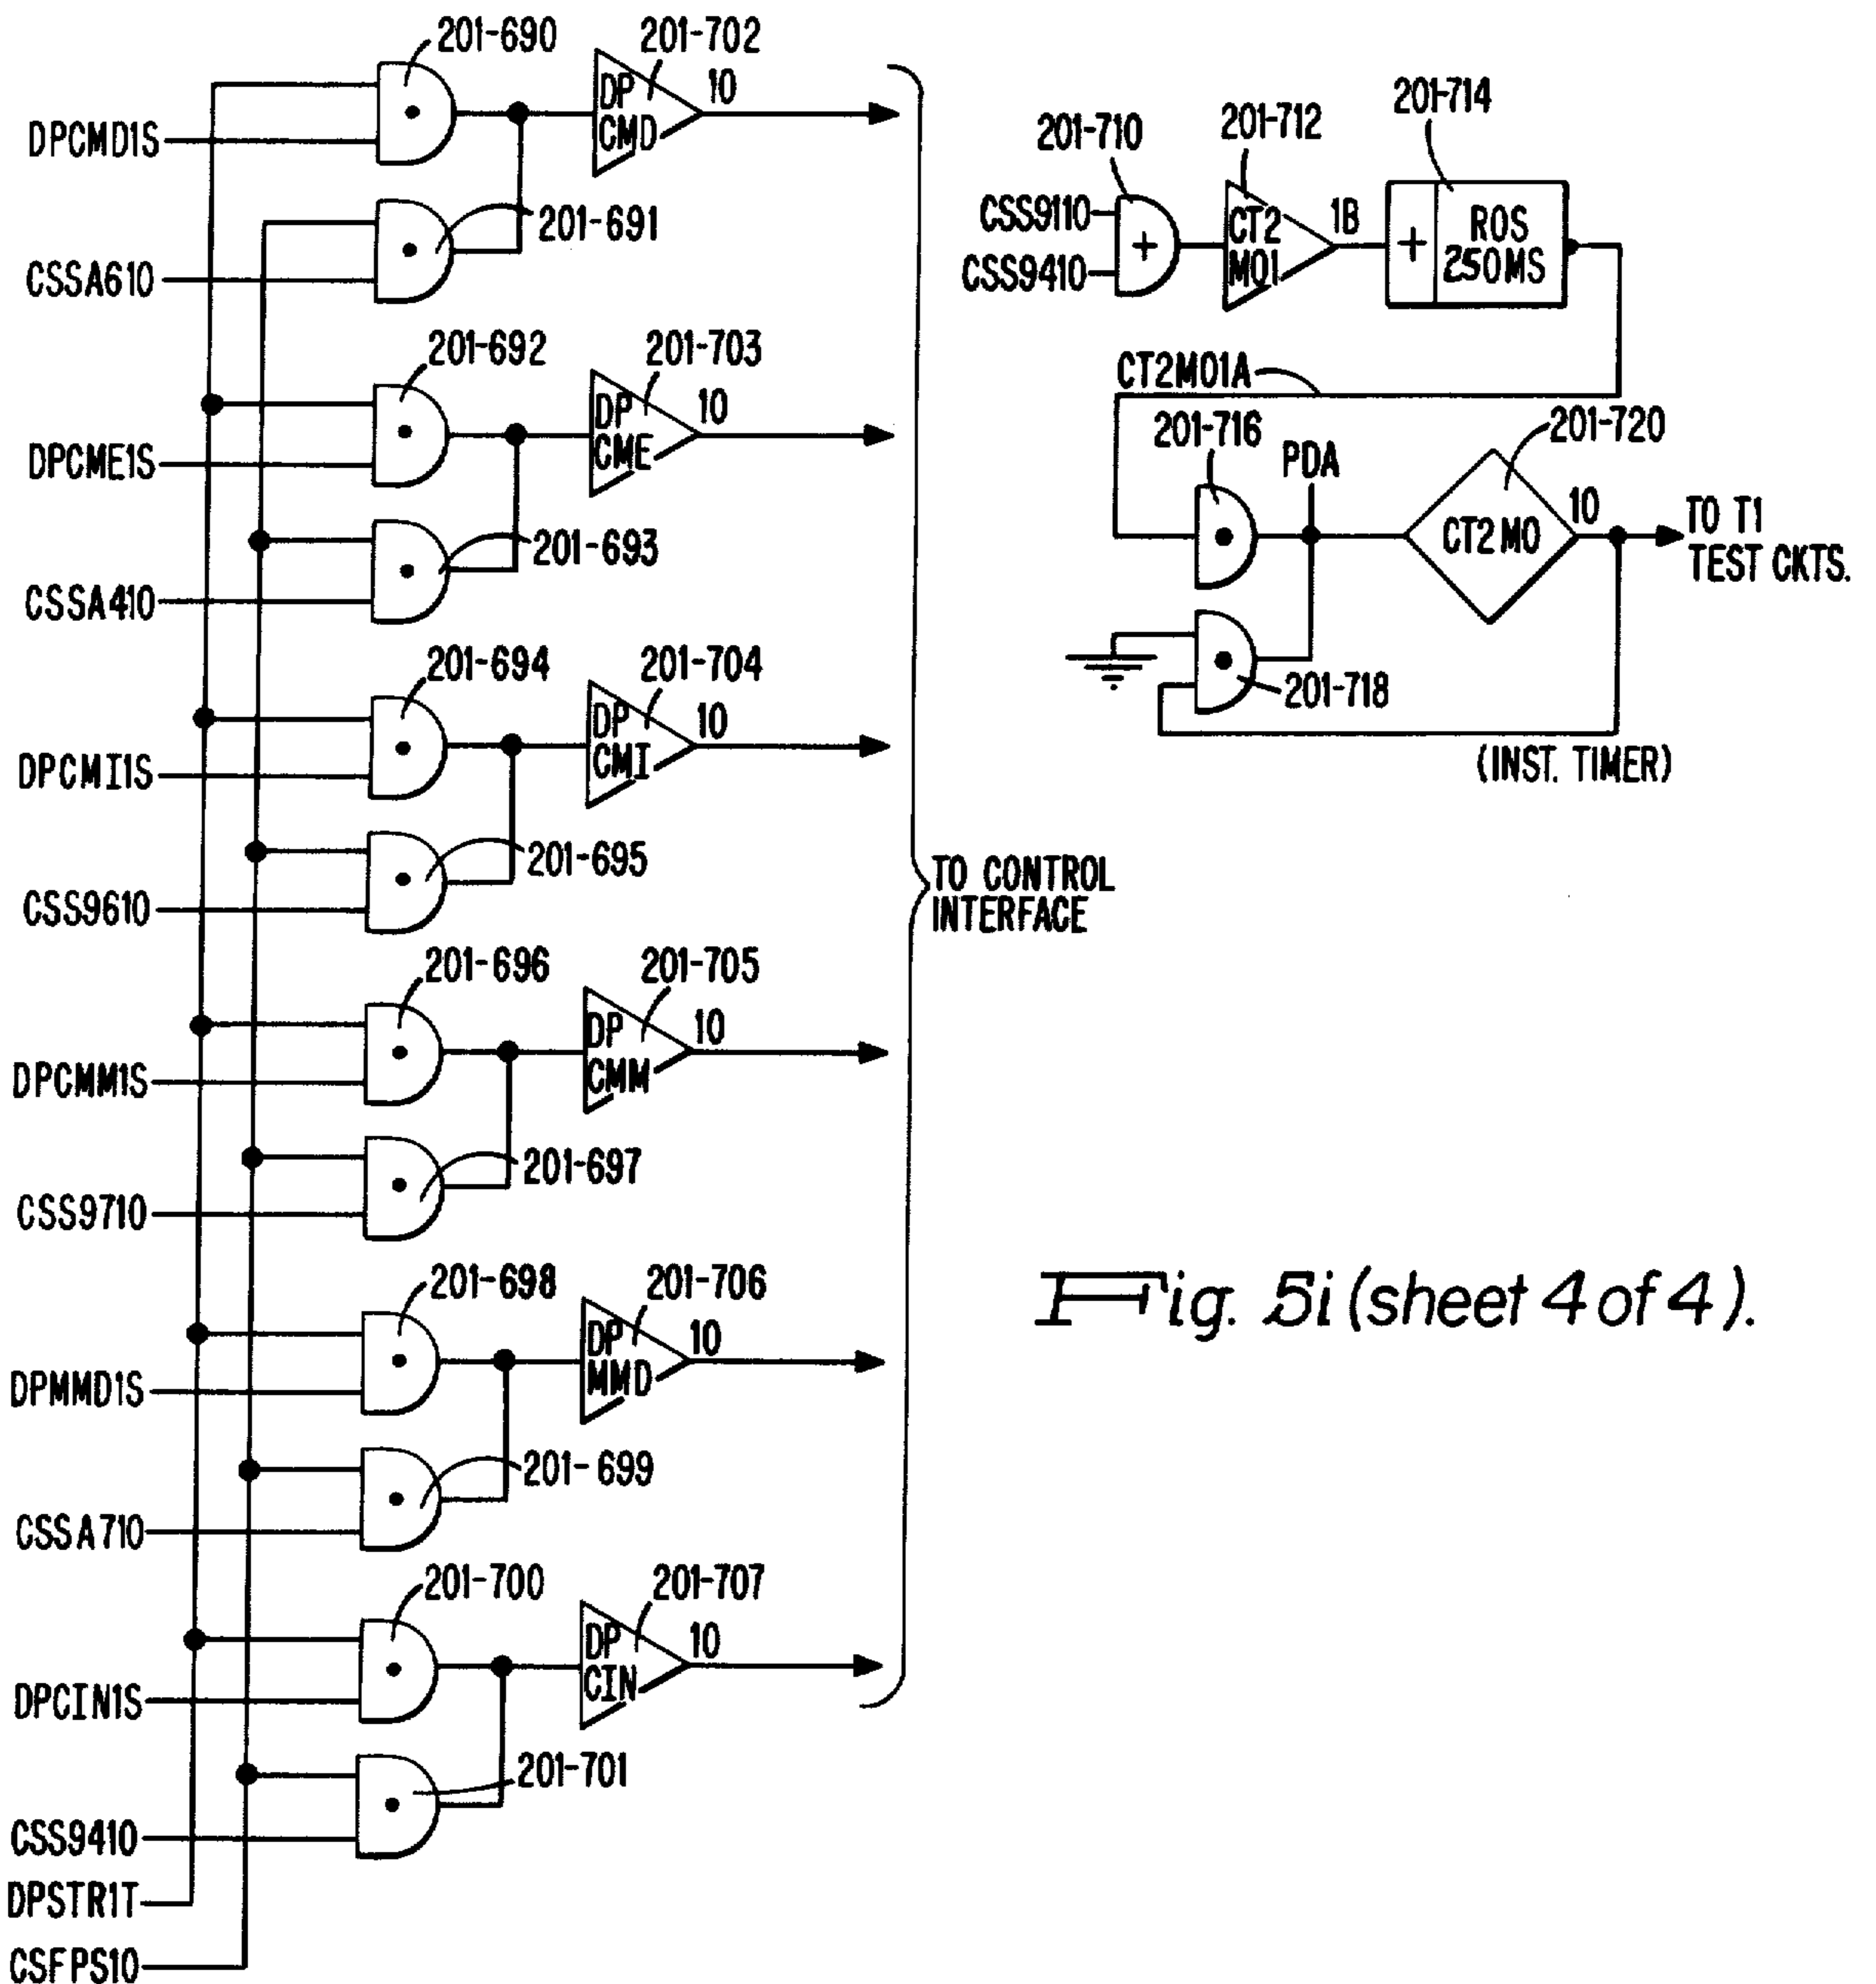 201-690
201-702
DP
CMD
10
DPCMD1S
201-691
CSSA610
201-692
201-703
DP
CME
10
DPCME1S
201-693
CSSA410
201-694
201-704
DP
CMI
10
DPCMI1S
201-695
CSS9610
201-696
201-705
DP
CMM
10
DPCMM1S
201-697
CSS9710
201-698
201-706
DP
MMD
10
DPMMD1S
201-699
CSSA710
201-700
201-707
DP
CIN
10
DPCIN1S
201-701
CSS9410
DPSTR1T
CSFPS10
TO CONTROL
INTERFACE
201-710
201-712
201-714
CSS9110
CSS9410
+
CT2
M01
1B
+
ROS
250MS
CT2M01A
201-716
PDA
201-720
CT2M0
10
TO T1
TEST CKTS.
201-718
(INST. TIMER)
Fig. 5i (sheet 4 of 4).